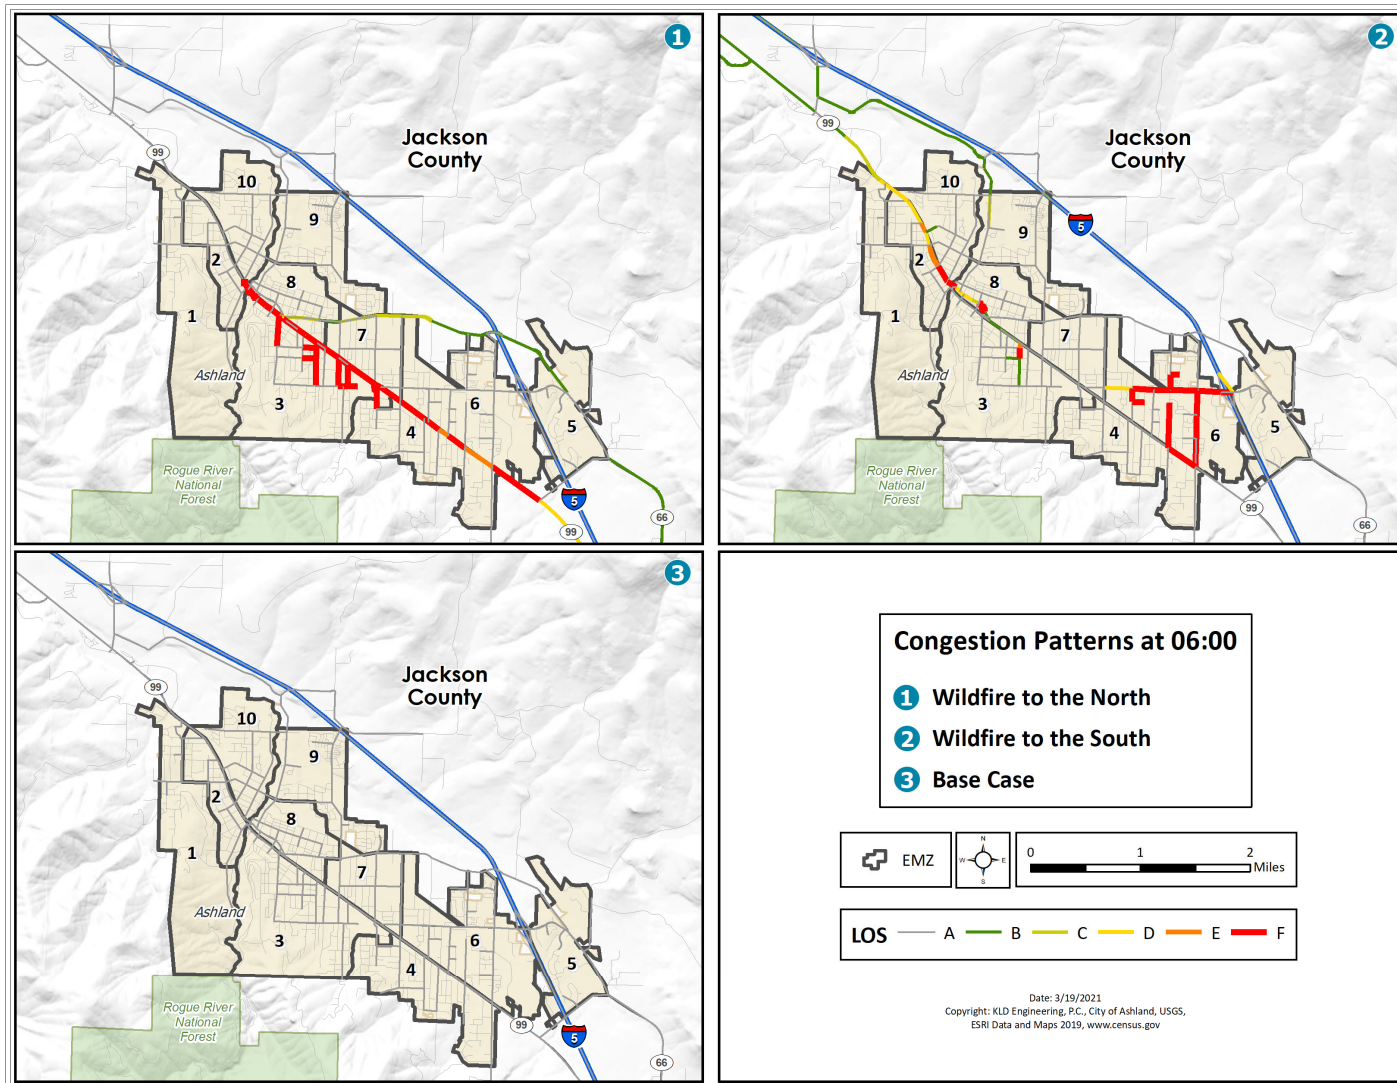 1
Jackson
County
99
10
9
2
8
1
7
Ashland
3
6
4
5
Rogue River
National
Forest
5
99
66
2
99
Jackson
County
10
5
9
2
8
1
7
Ashland
3
4
6
5
Rogue River
National
Forest
99
66
3
Jackson
County
99
10
9
2
8
1
7
Ashland
3
6
4
5
Rogue River
National
Forest
99
5
66
Congestion Patterns at 06:00
1 Wildfire to the North
2 Wildfire to the South
3 Base Case
EMZ
N
W E
S
0 1 2
Miles
LOS A B C D E F
Date: 3/19/2021
Copyright: KLD Engineering, P.C., City of Ashland, USGS,
ESRI Data and Maps 2019, www.census.gov